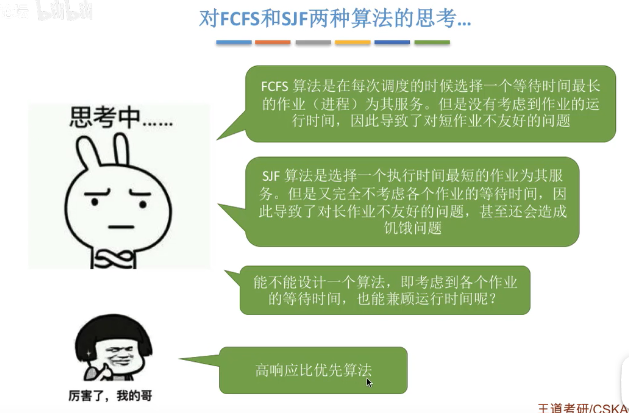 对FCFS和SJF两种算法的思考...
思考中......
FCFS 算法是在每次调度的时候选择一个等待时间最长
的作业（进程）为其服务。但是没有考虑到作业的运
行时间，因此导致了对短作业不友好的问题
SJF 算法是选择一个执行时间最短的作业为其服
务。但是又完全不考虑各个作业的等待时间，因
此导致了对长作业不友好的问题，甚至还会造成
饥饿问题
能不能设计一个算法，即考虑到各个作业
的等待时间，也能兼顾运行时间呢？
高响应比优先算法
厉害了，我的哥
王道考研/CSKA